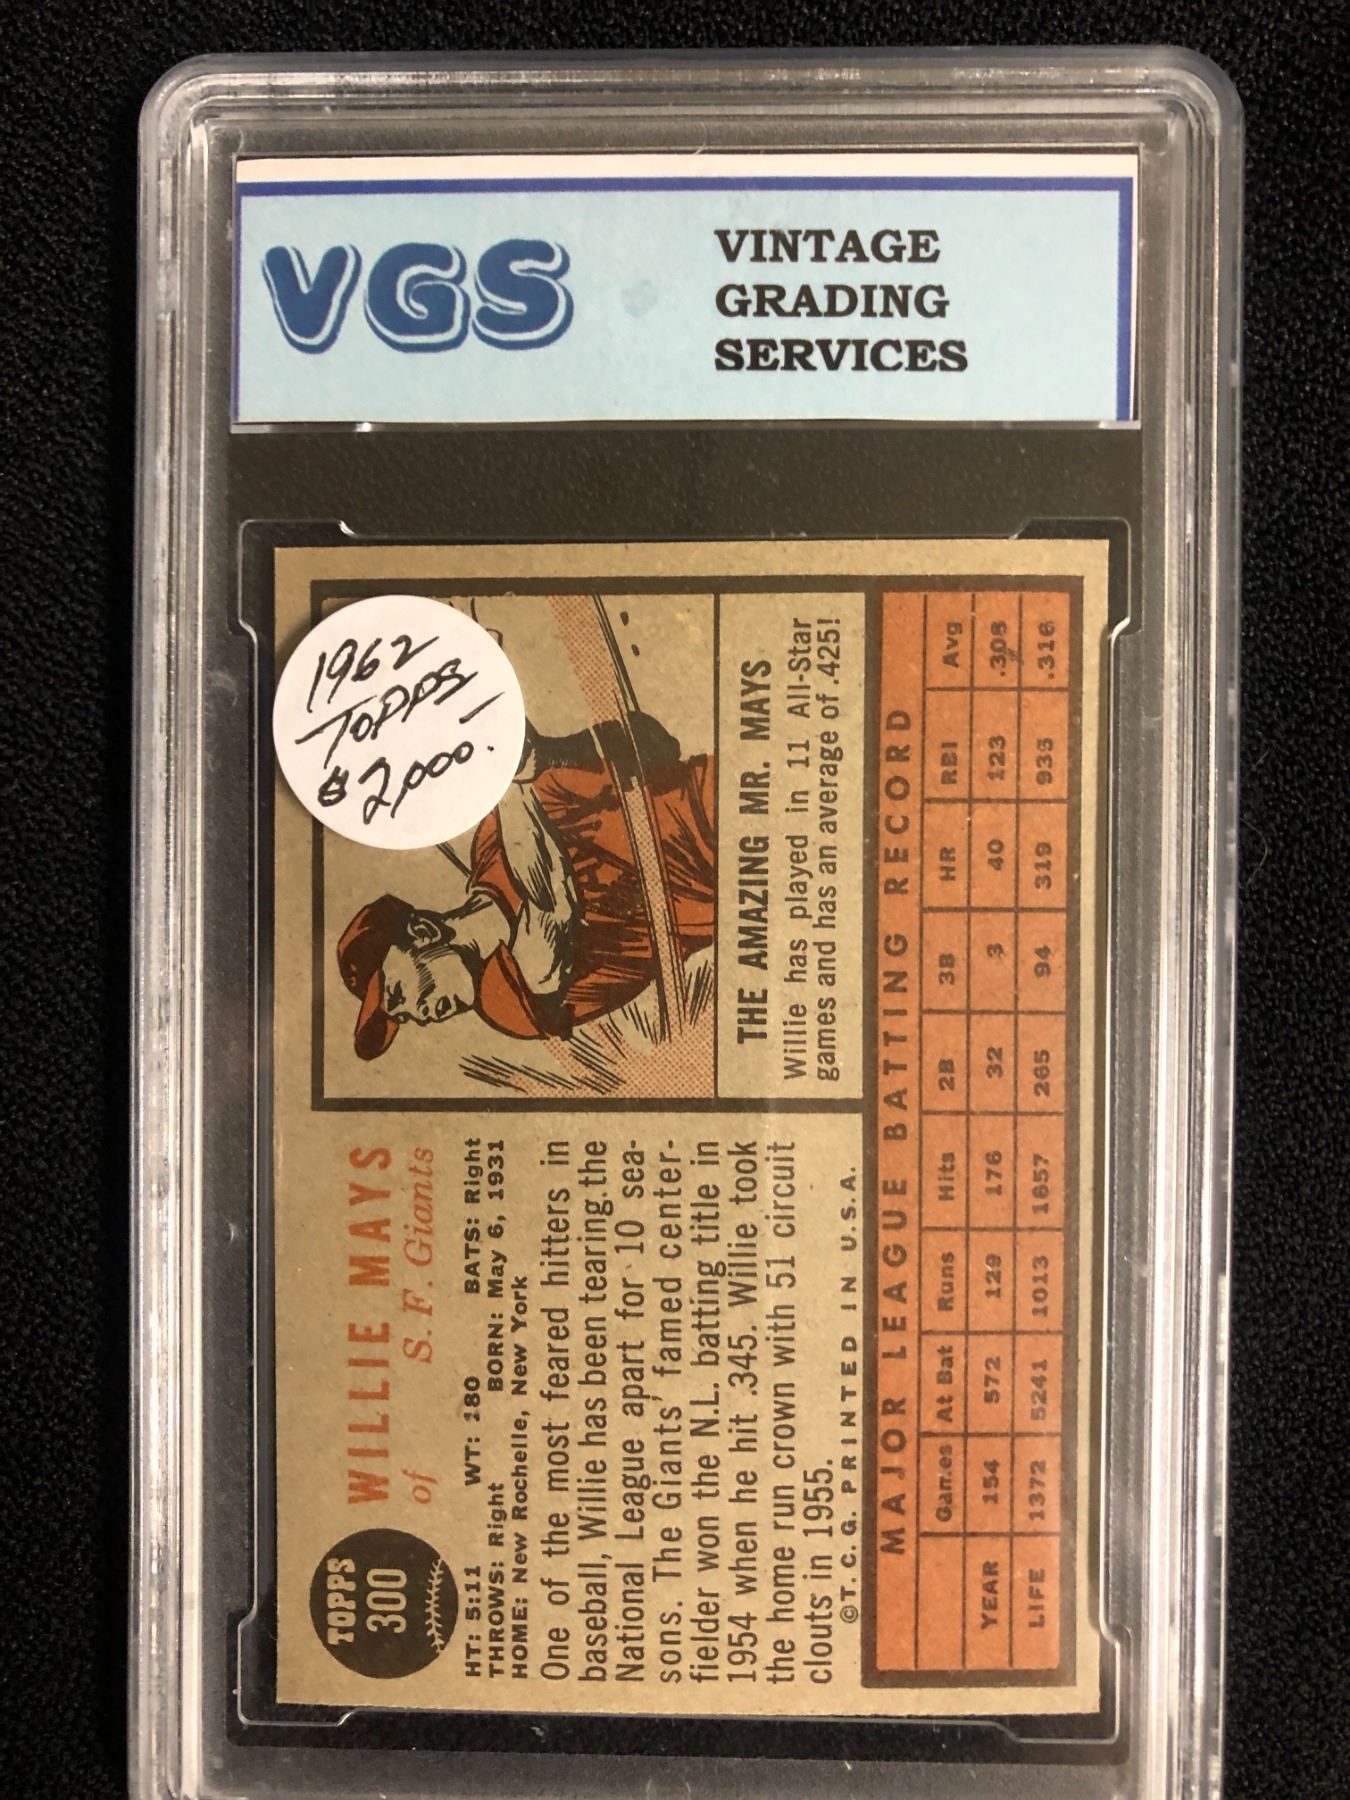 VGS
VINTAGE
GRADING
SERVICES
1962
TOPPS
$2,000.-
TOPPS
300
WILLIE MAYS
of S. F. Giants
HT: 5:11 WT: 180 BATS: Right
THROWS: Right BORN: May 6, 1931
HOME: New Rochelle, New York
One of the most feared hitters in
baseball, Willie has been tearing the
National League apart for 10 sea-
sons. The Giants' famed center-
fielder won the N.L. batting title in
1954 when he hit .345. Willie took
the home run crown with 51 circuit
clouts in 1955.
©T. C. G. PRINTED IN U.S.A.
THE AMAZING MR. MAYS
Willie has played in 11 All-Star
games and has an average of .425!
MAJOR LEAGUE BATTING RECORD
Games At Bat Runs Hits 2B 3B HR RBI Avg
YEAR 154 572 129 176 32 3 40 123 .308
LIFE 1372 5241 1013 1657 265 94 319 935 .316